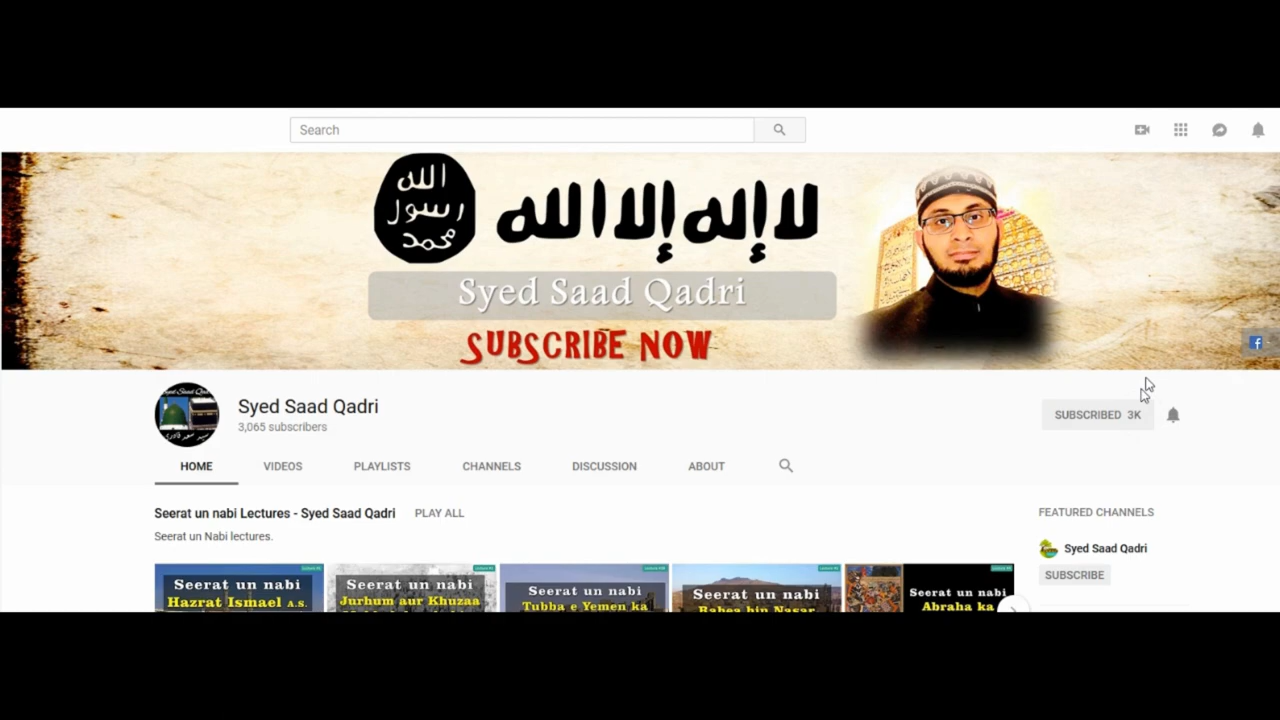 Search
الله
رسول
محمد
لا إله إلا الله
Syed Saad Qadri
SUBSCRIBE NOW
Syed Saad Qadri
3,065 subscribers
SUBSCRIBED 3K
HOME
VIDEOS
PLAYLISTS
CHANNELS
DISCUSSION
ABOUT
Seerat un nabi Lectures - Syed Saad Qadri PLAY ALL
Seerat un Nabi lectures.
FEATURED CHANNELS
Syed Saad Qadri
SUBSCRIBE
Seerat un nabi
Hazrat Ismael A.S.
Seerat un nabi
Jurhum aur Khuzaa
Seerat un nabi
Tubba e Yemen ka
Seerat un nabi
Rabea bin Nasar
Seerat un nabi
Abraha ka